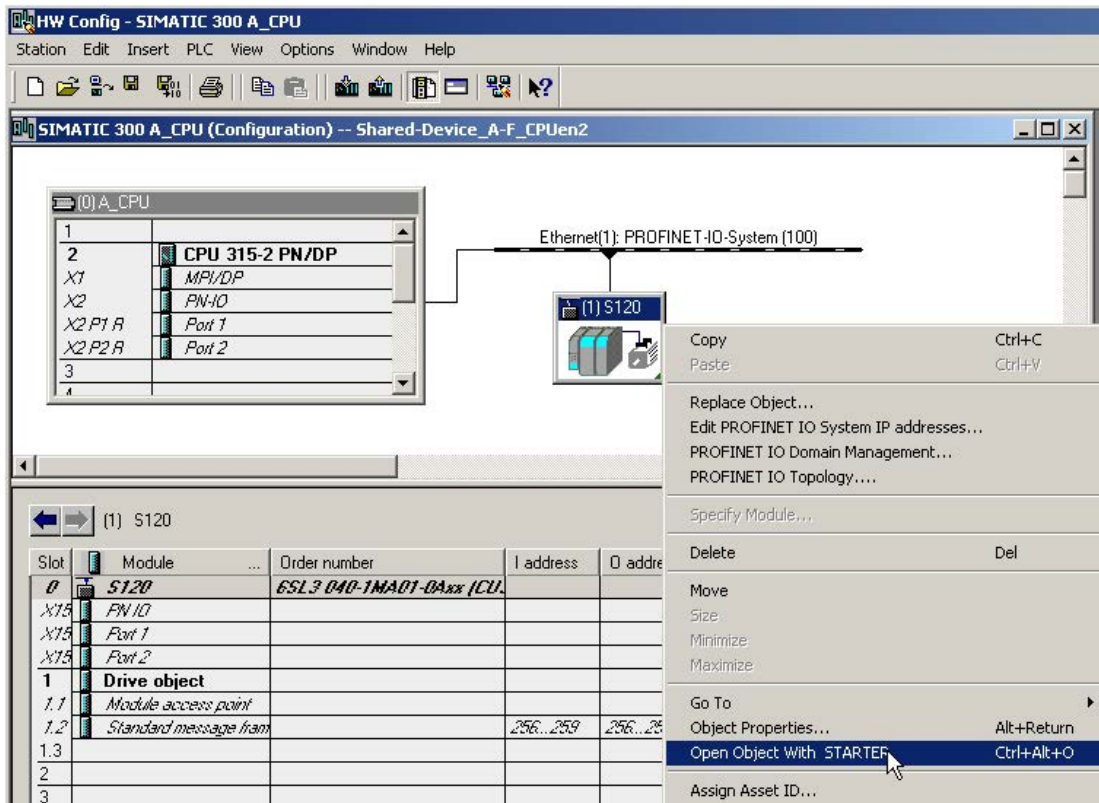 HW Config - SIMATIC 300 A_CPU
Station Edit Insert PLC View Options Window Help
SIMATIC 300 A_CPU (Configuration) -- Shared-Device_A-F_CPUen2
(0) A_CPU
1
2 CPU 315-2 PN/DP
X1 MPI/DP
X2 PN-IO
X2 P1 R Port 1
X2 P2 R Port 2
3
4
Ethernet(1): PROFINET-IO-System (100)
(1) S120
Copy Ctrl+C
Paste Ctrl+V
Replace Object...
Edit PROFINET IO System IP addresses...
PROFINET IO Domain Management...
PROFINET IO Topology....
Specify Module...
Delete Del
Move
Size
Minimize
Maximize
Go To
Object Properties... Alt+Return
Open Object With STARTER Ctrl+Alt+O
Assign Asset ID...
(1) S120
Slot Module ... Order number I address O addre
0 S120 6SL3 040-1MA01-0Axx (CU.
X15 PN IO
X15 Port 1
X15 Port 2
1 Drive object
1.1 Module access point
1.2 Standard message fram 256...259 256...25
1.3
2
3